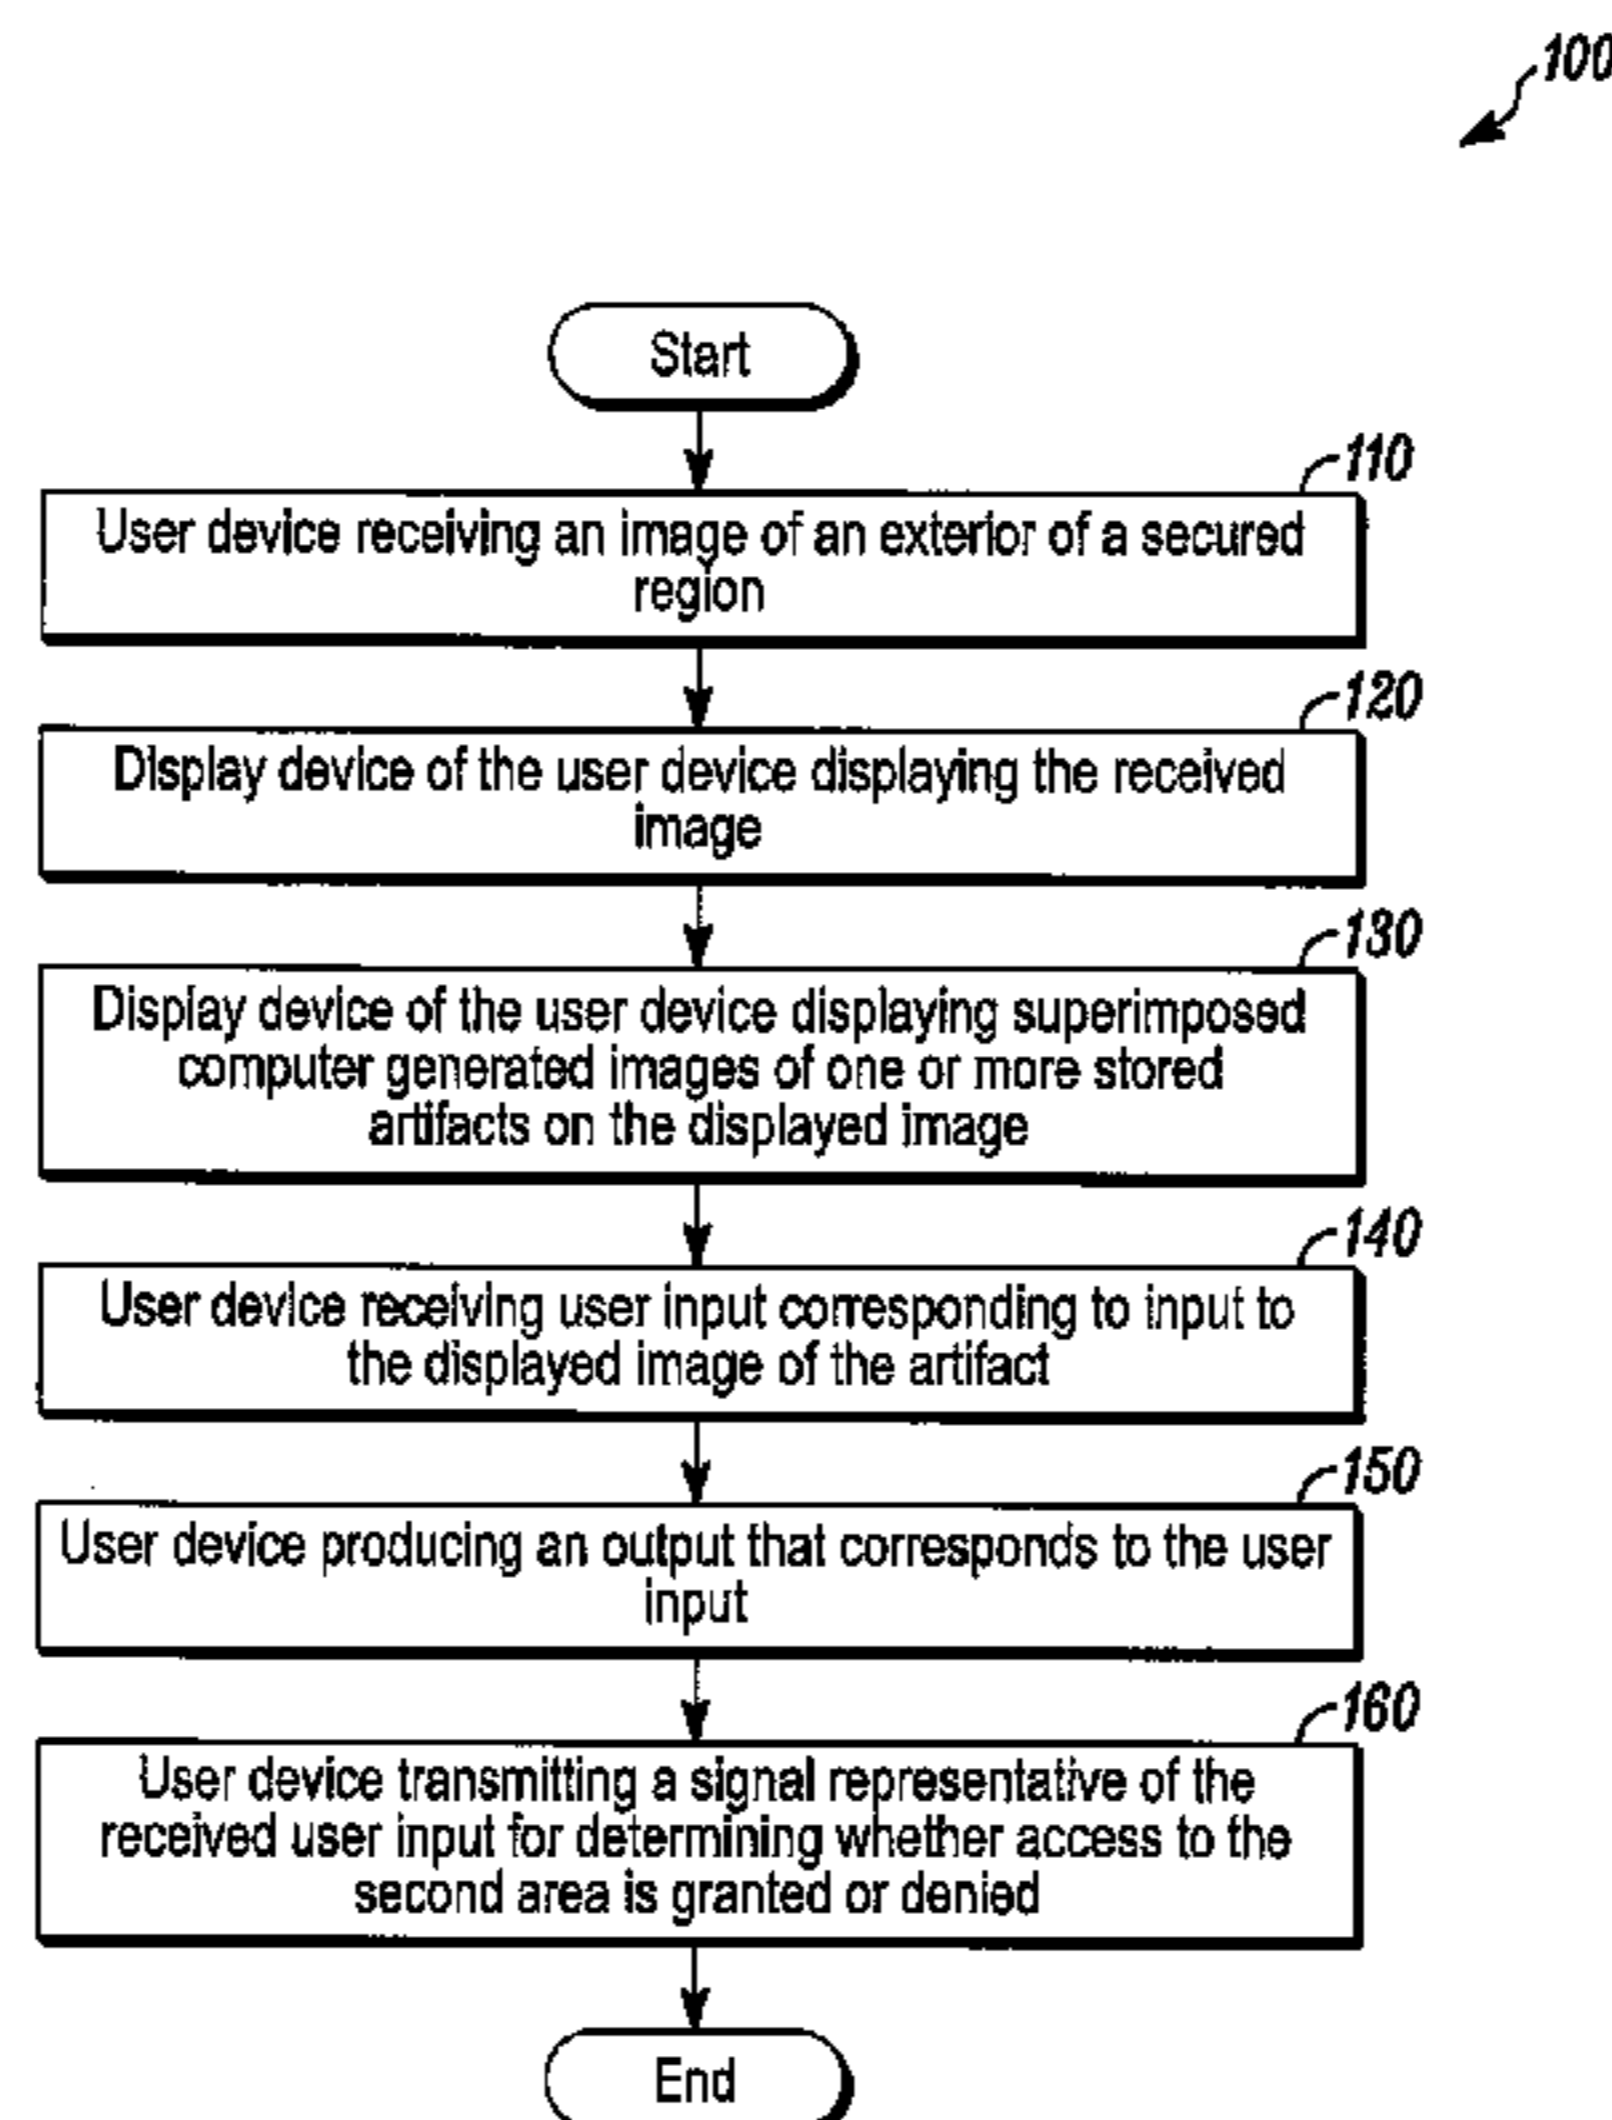 100
Start
110
User device receiving an image of an exterior of a secured
region
120
Display device of the user device displaying the received
image
130
Display device of the user device displaying superimposed
computer generated images of one or more stored
artifacts on the displayed image
140
User device receiving user input corresponding to input to
the displayed image of the artifact
150
User device producing an output that corresponds to the user
input
160
User device transmitting a signal representative of the
received user input for determining whether access to the
second area is granted or denied
End